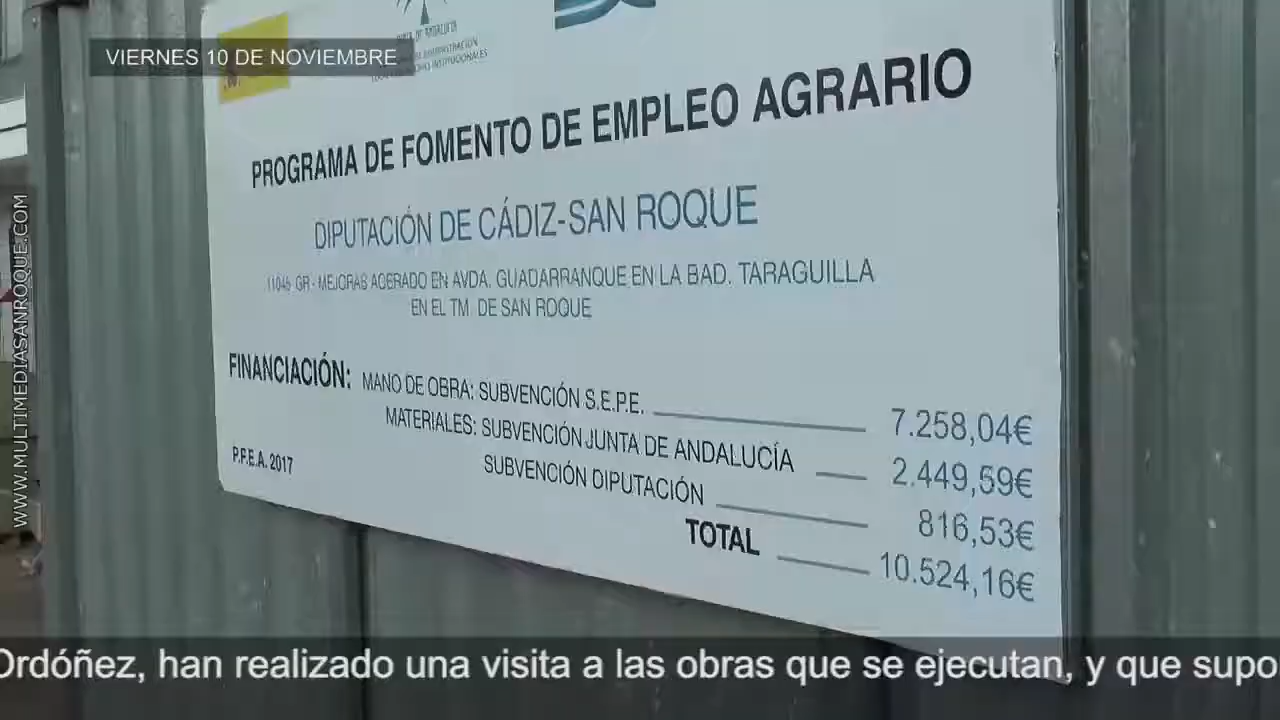 VIERNES 10 DE NOVIEMBRE
JUNTA DE ANDALUCIA
PROGRAMA DE FOMENTO DE EMPLEO AGRARIO
DIPUTACIÓN DE CÁDIZ-SAN ROQUE
11045 GR - MEJORAS ACERADO EN AVDA. GUADARRANQUE EN LA BAD. TARAGUILLA
EN EL TM. DE SAN ROQUE
FINANCIACIÓN: MANO DE OBRA: SUBVENCIÓN S.E.P.E. 7.258,04€
MATERIALES: SUBVENCIÓN JUNTA DE ANDALUCÍA 2.449,59€
SUBVENCIÓN DIPUTACIÓN 816,53€
TOTAL 10.524,16€
P.F.E.A. 2017
WWW.MULTIMEDIASANROQUE.COM
Ordóñez, han realizado una visita a las obras que se ejecutan, y que supo